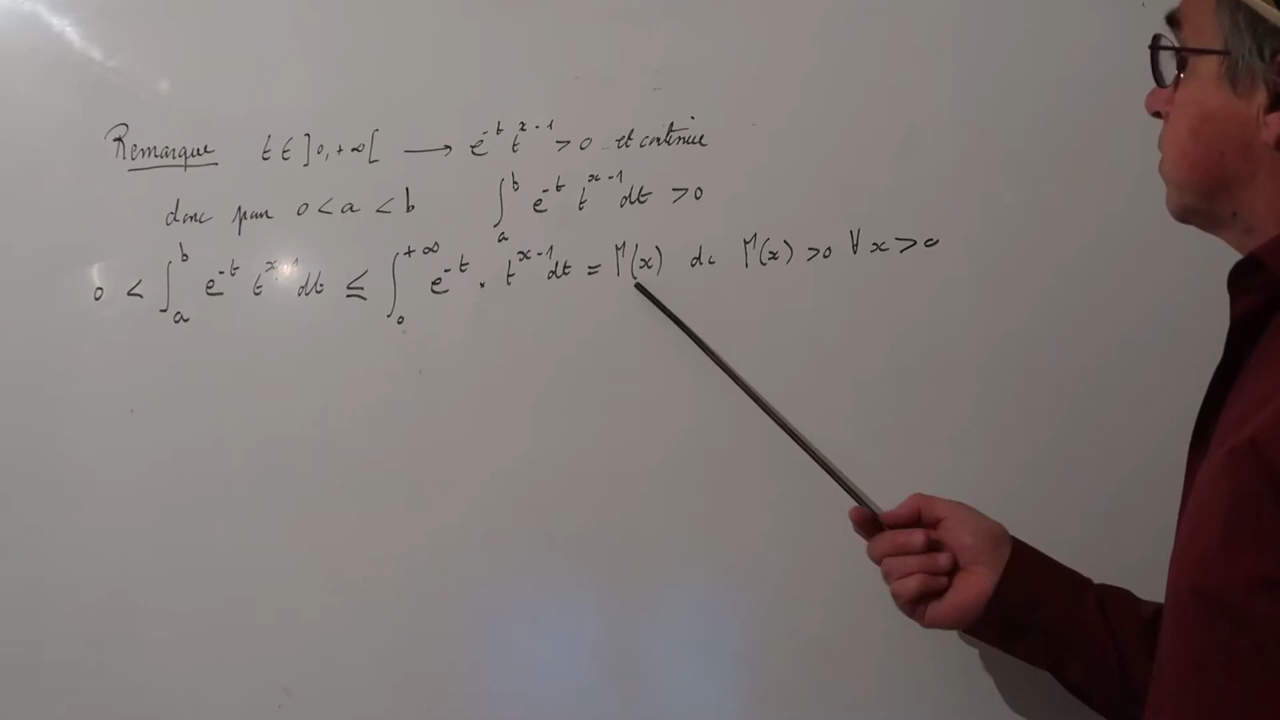 Remarque t ∈ ]0,+∞[ ⟶ e^{-t} t^{x-1} > 0 et continue
donc pour 0 < a < b ∫_a^b e^{-t} t^{x-1} dt > 0
0 < ∫_a^b e^{-t} t^{x-1} dt ≤ ∫_0^{+∞} e^{-t} . t^{x-1} dt = Γ(x) dc Γ(x) > 0 ∀ x > 0